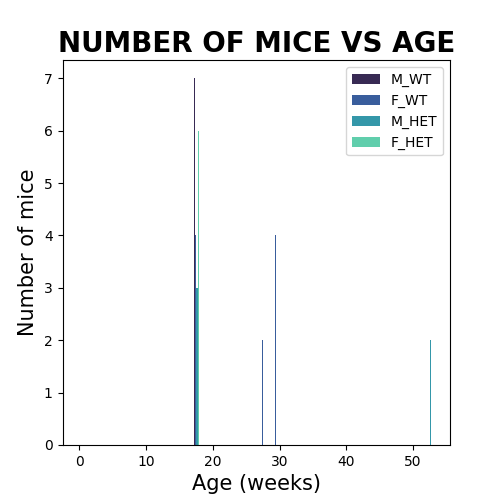 NUMBER OF MICE VS AGE
M_WT
F_WT
M_HET
F_HET
7
6
5
4
3
2
1
0
Number of mice
0 10 20 30 40 50
Age (weeks)